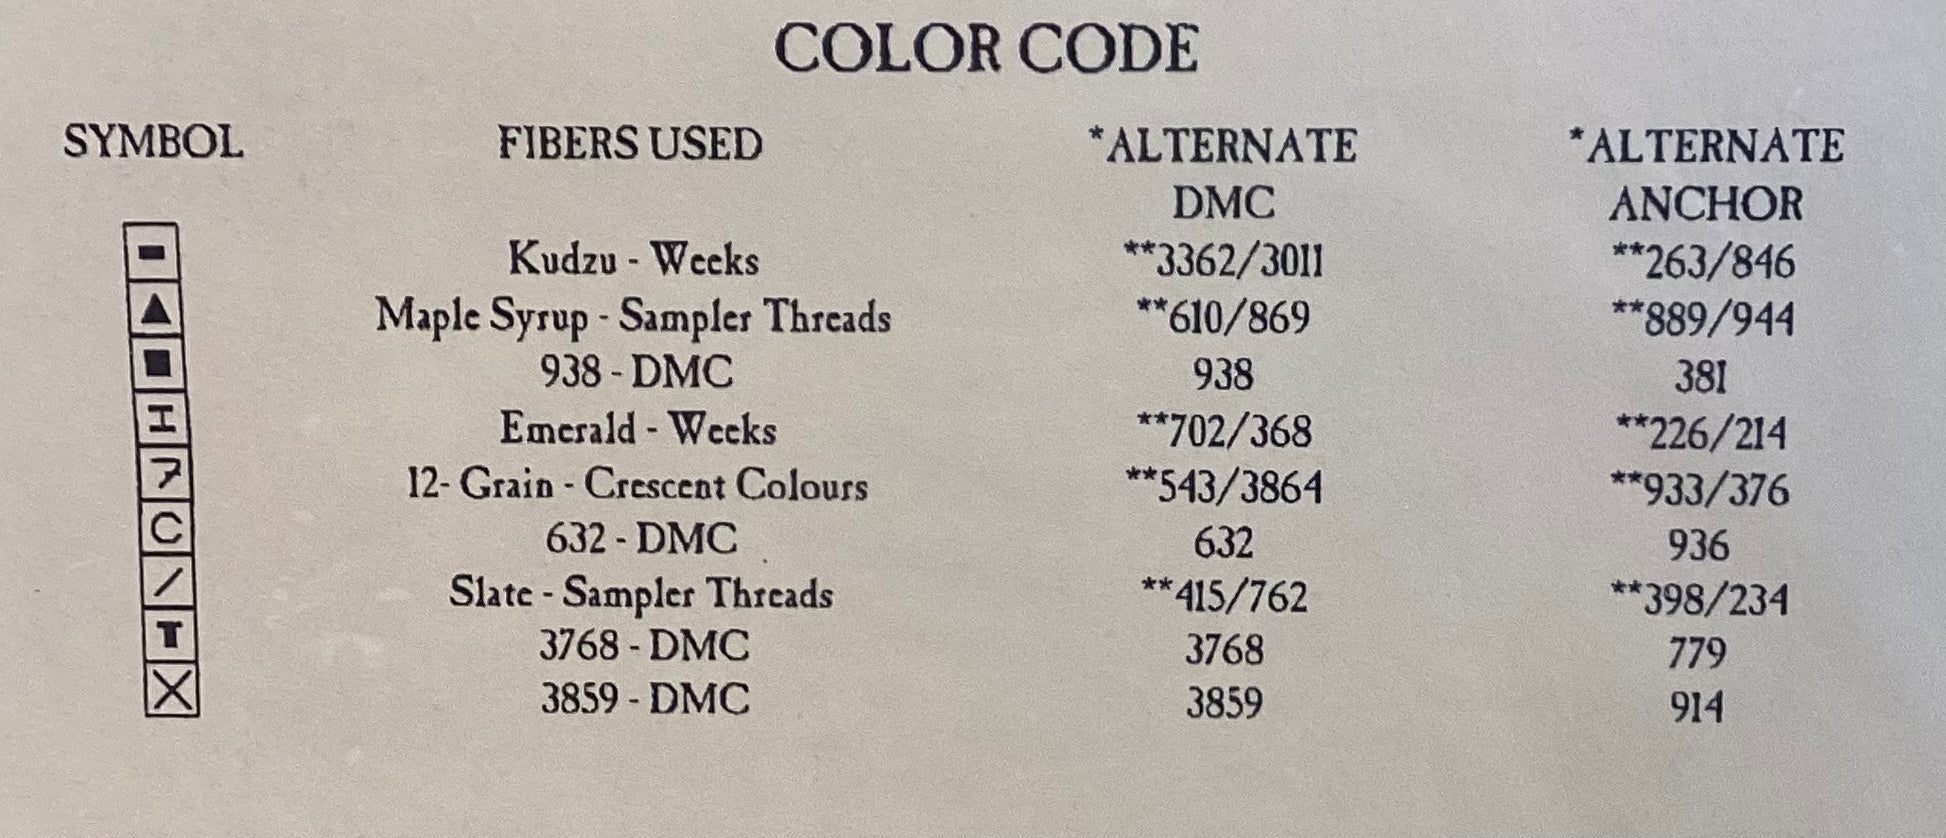 COLOR CODE
SYMBOL FIBERS USED *ALTERNATE *ALTERNATE
DMC ANCHOR
Kudzu - Weeks **3362/3011 **263/846
Maple Syrup - Sampler Threads **610/869 **889/944
938 - DMC 938 381
Emerald - Weeks **702/368 **226/214
12- Grain - Crescent Colours **543/3864 **933/376
C 632 - DMC 632 936
/ Slate - Sampler Threads **415/762 **398/234
T 3768 - DMC 3768 779
X 3859 - DMC 3859 914